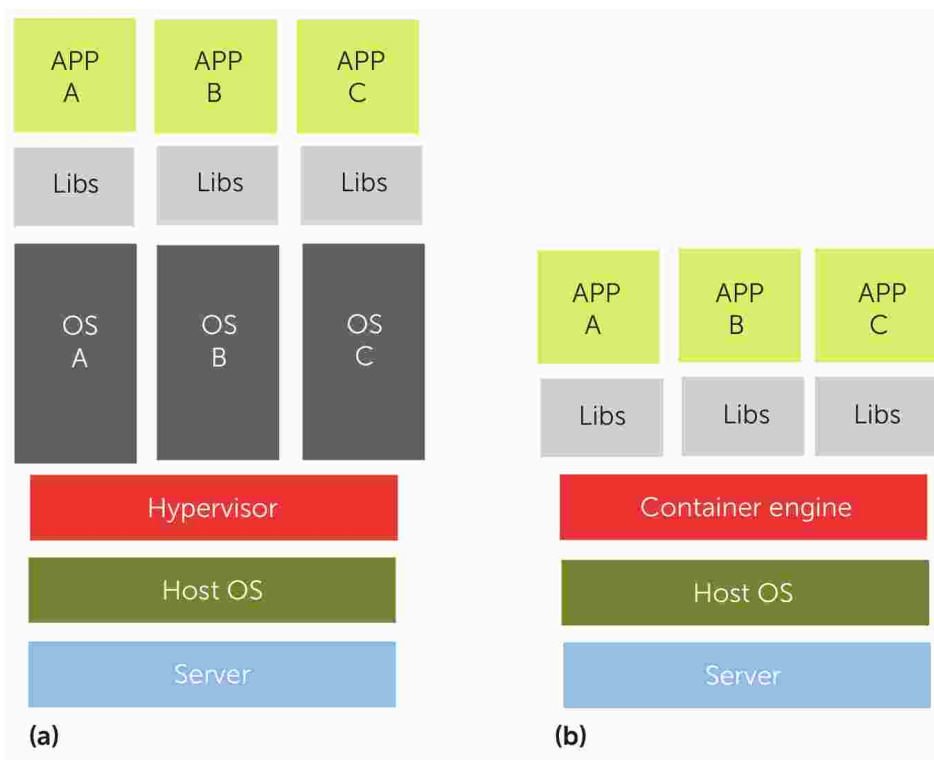 APP
A
APP
B
APP
C
Libs
Libs
Libs
OS
A
OS
B
OS
C
Hypervisor
Host OS
Server
(a)
APP
A
APP
B
APP
C
Libs
Libs
Libs
Container engine
Host OS
Server
(b)